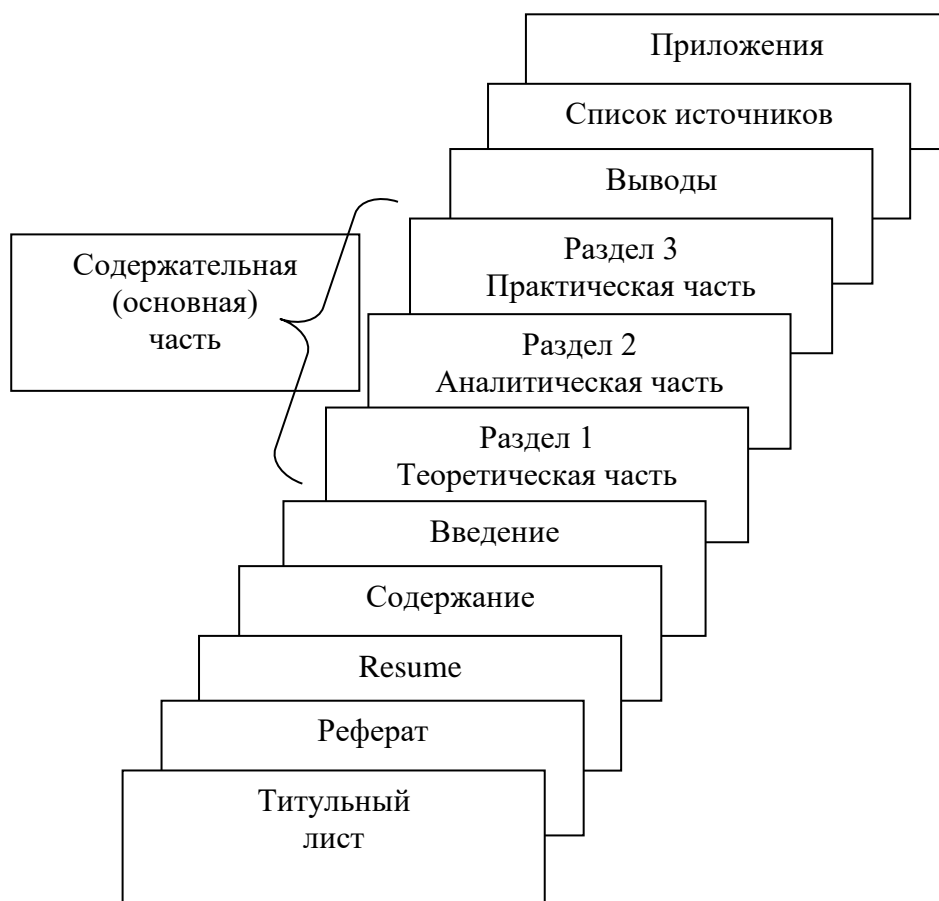 Приложения
Список источников
Выводы
Раздел 3
Практическая часть
Содержательная
(основная)
часть
Раздел 2
Аналитическая часть
Раздел 1
Теоретическая часть
Введение
Содержание
Resume
Реферат
Титульный
лист